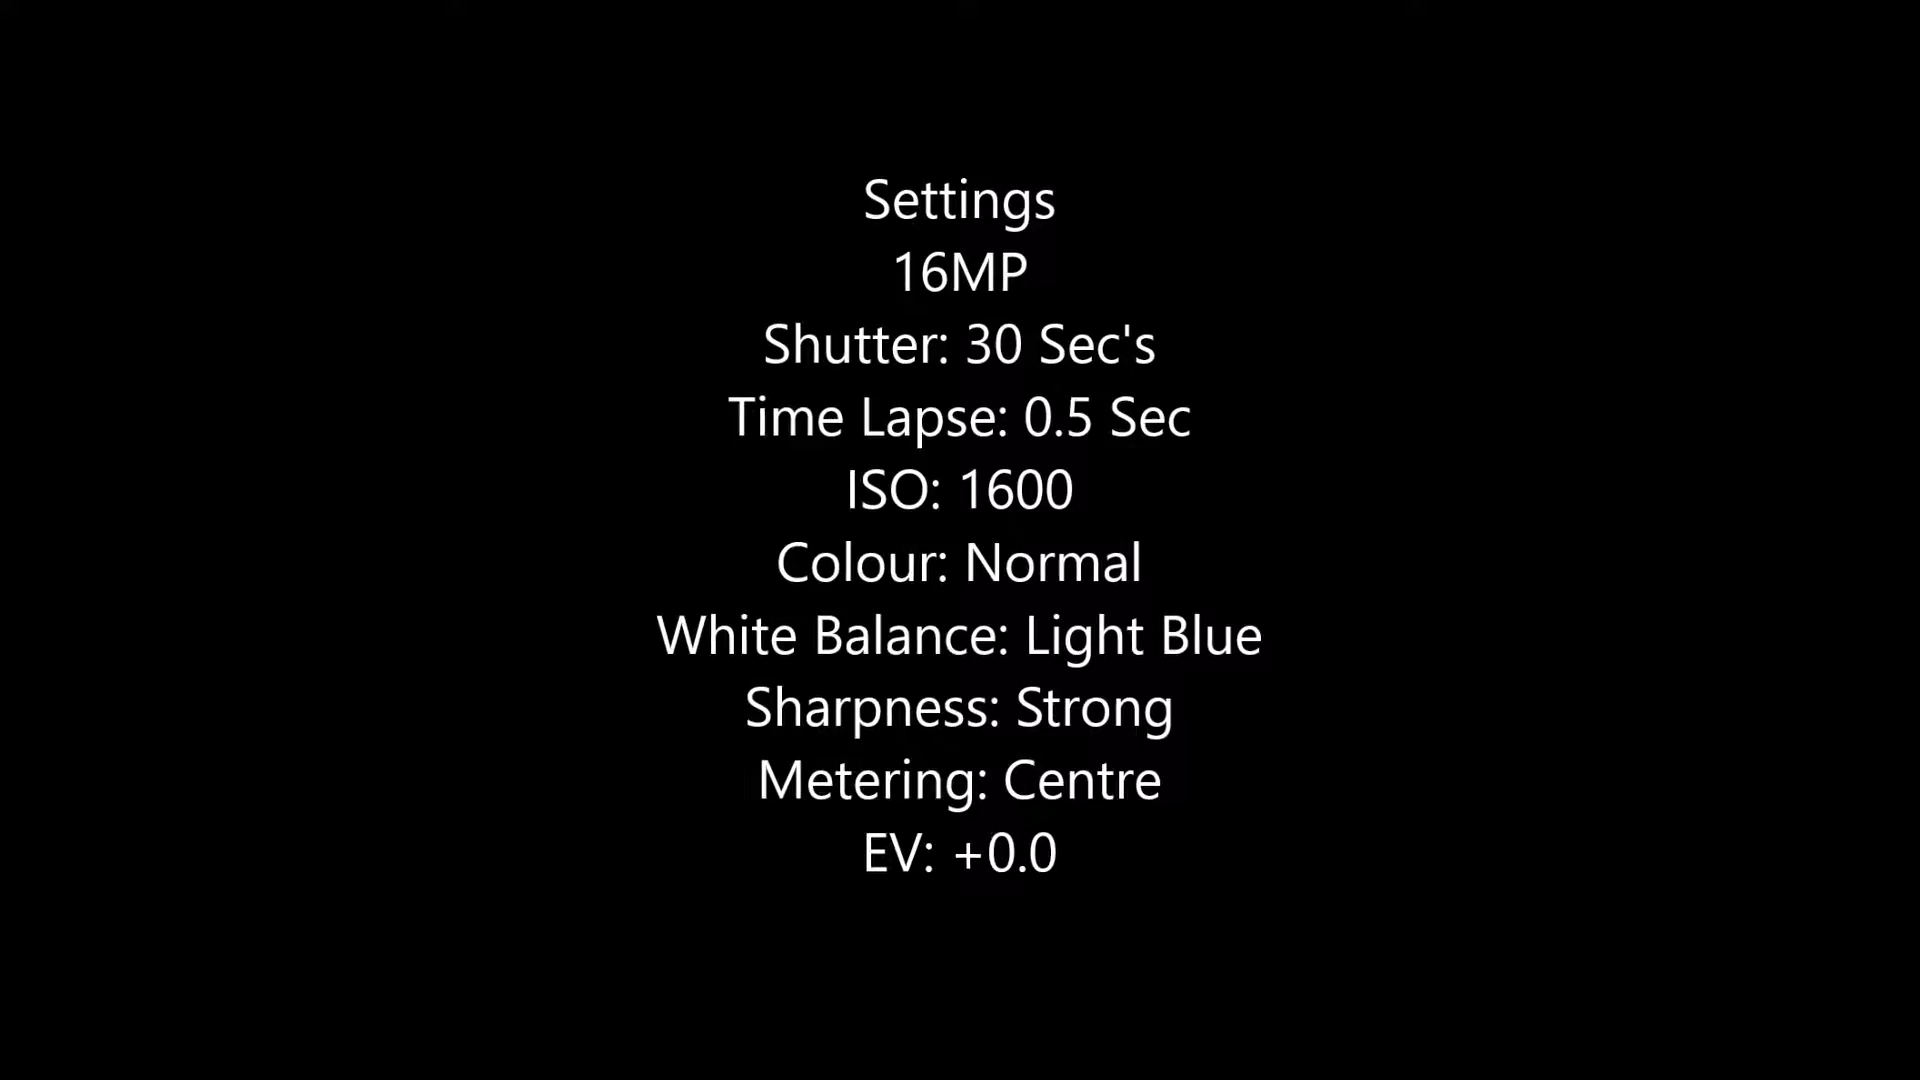 Settings
16MP
Shutter: 30 Sec's
Time Lapse: 0.5 Sec
ISO: 1600
Colour: Normal
White Balance: Light Blue
Sharpness: Strong
Metering: Centre
EV: +0.0